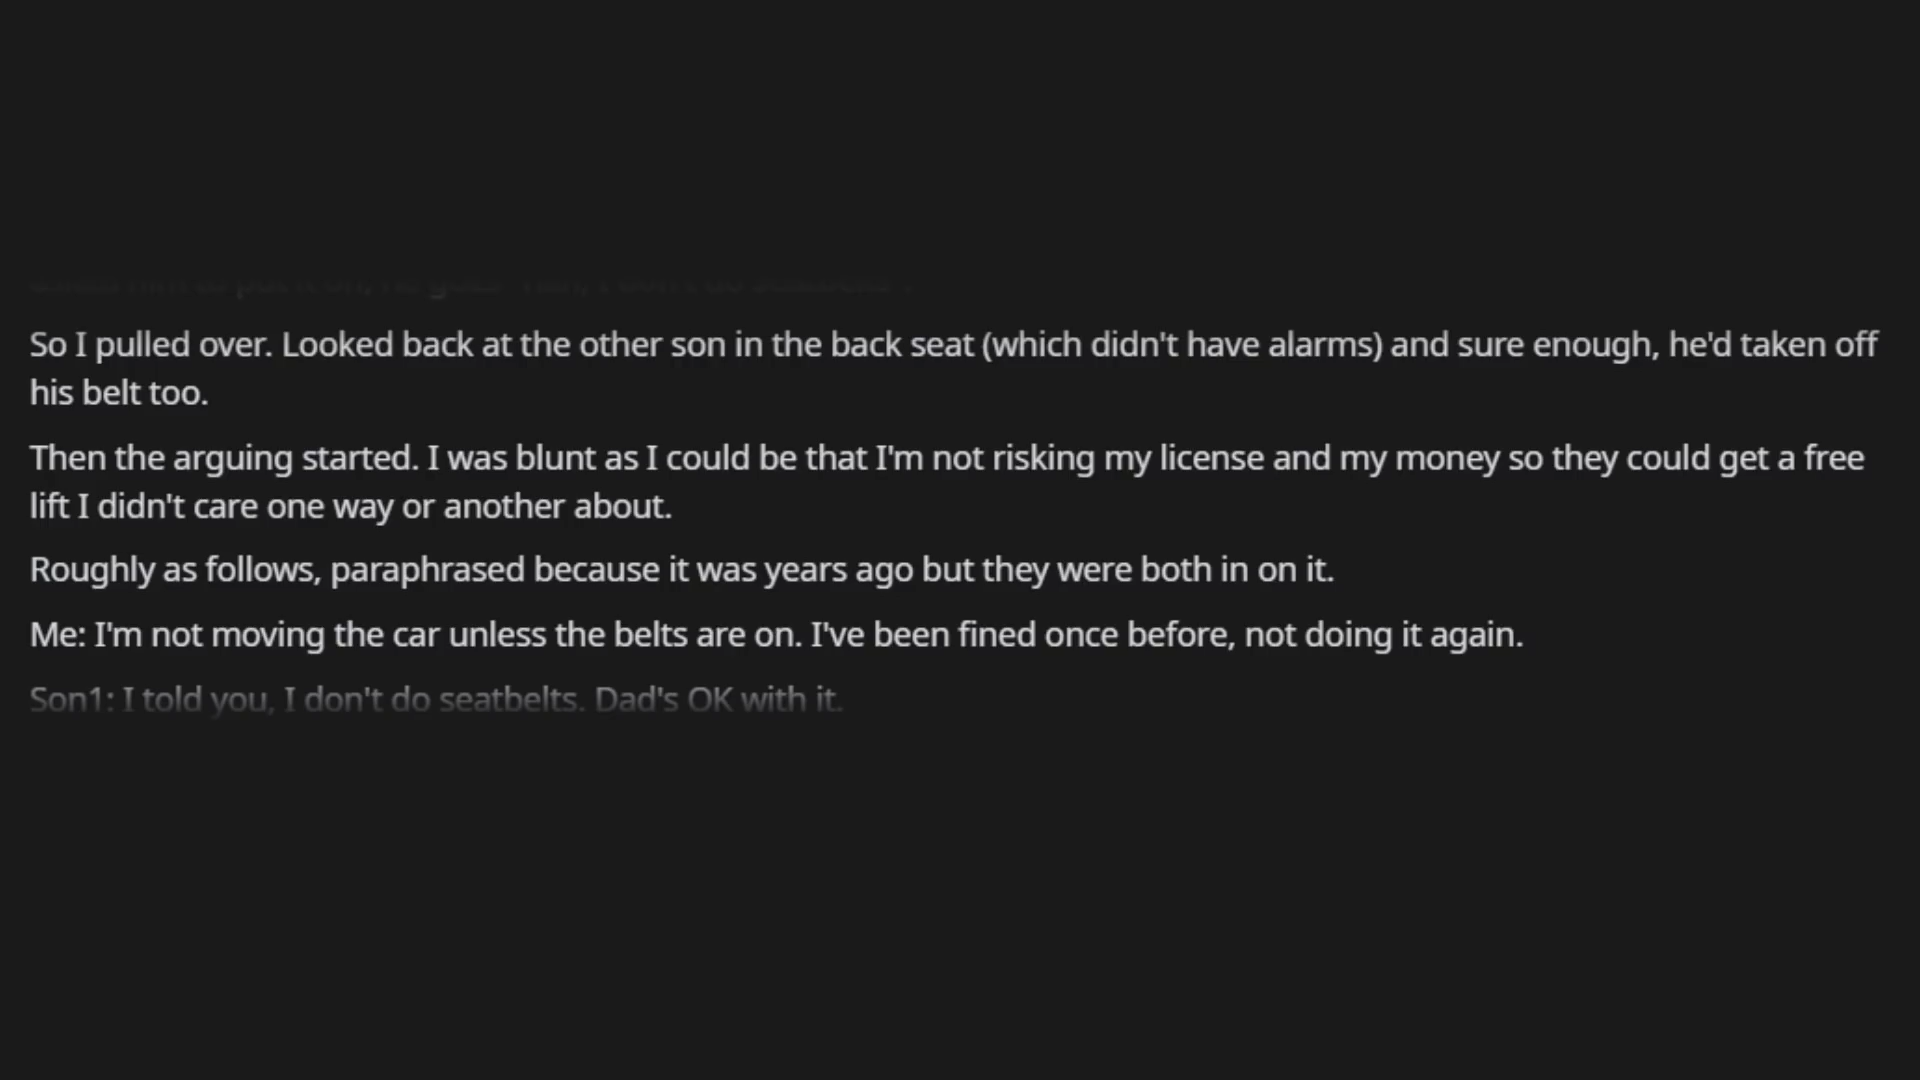 So I pulled over. Looked back at the other son in the back seat (which didn't have alarms) and sure enough, he'd taken off
his belt too.
Then the arguing started. I was blunt as I could be that I'm not risking my license and my money so they could get a free
lift I didn't care one way or another about.
Roughly as follows, paraphrased because it was years ago but they were both in on it.
Me: I'm not moving the car unless the belts are on. I've been fined once before, not doing it again.
Son1: I told you, I don't do seatbelts. Dad's OK with it.